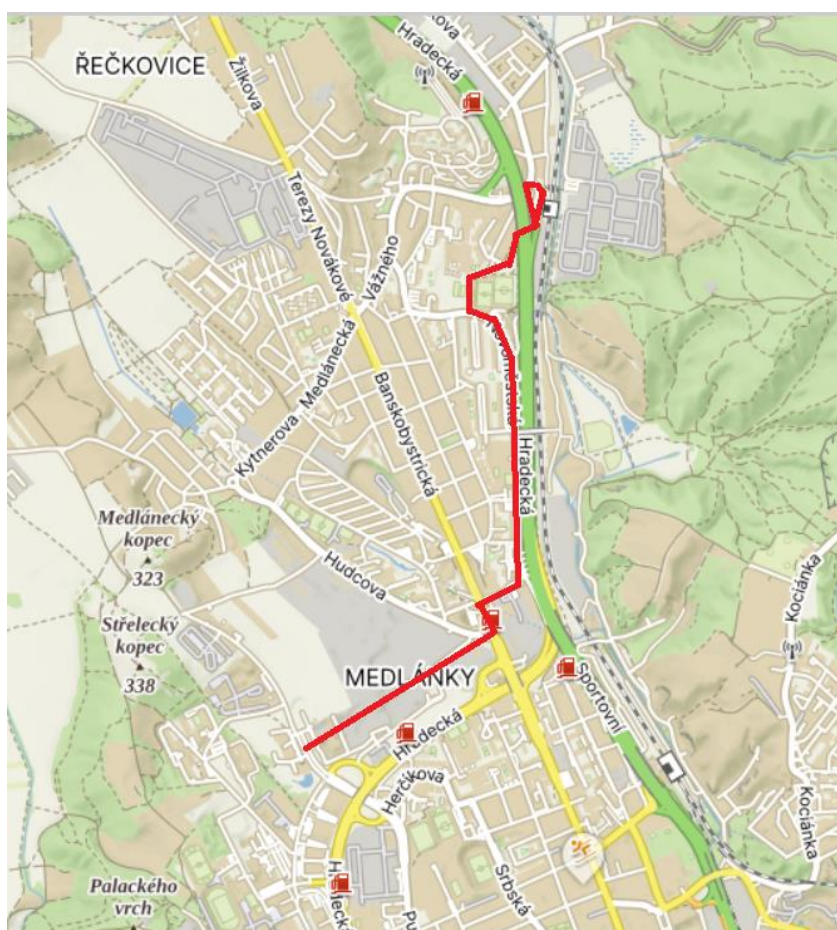 Hradecká
ŘEČKOVICE
Žilkova
Terezy Novákové
Vážného
Medlánecká
Kytnerova
Banskobystrická
Novoměstská
Hradecká
Medlánecký
kopec
323
Hudcova
Kociánka
Střelecký
kopec
338
MEDLÁNKY
Sportovní
Hradecká
Herčíkova
Kociánka
Srbská
Palackého
vrch